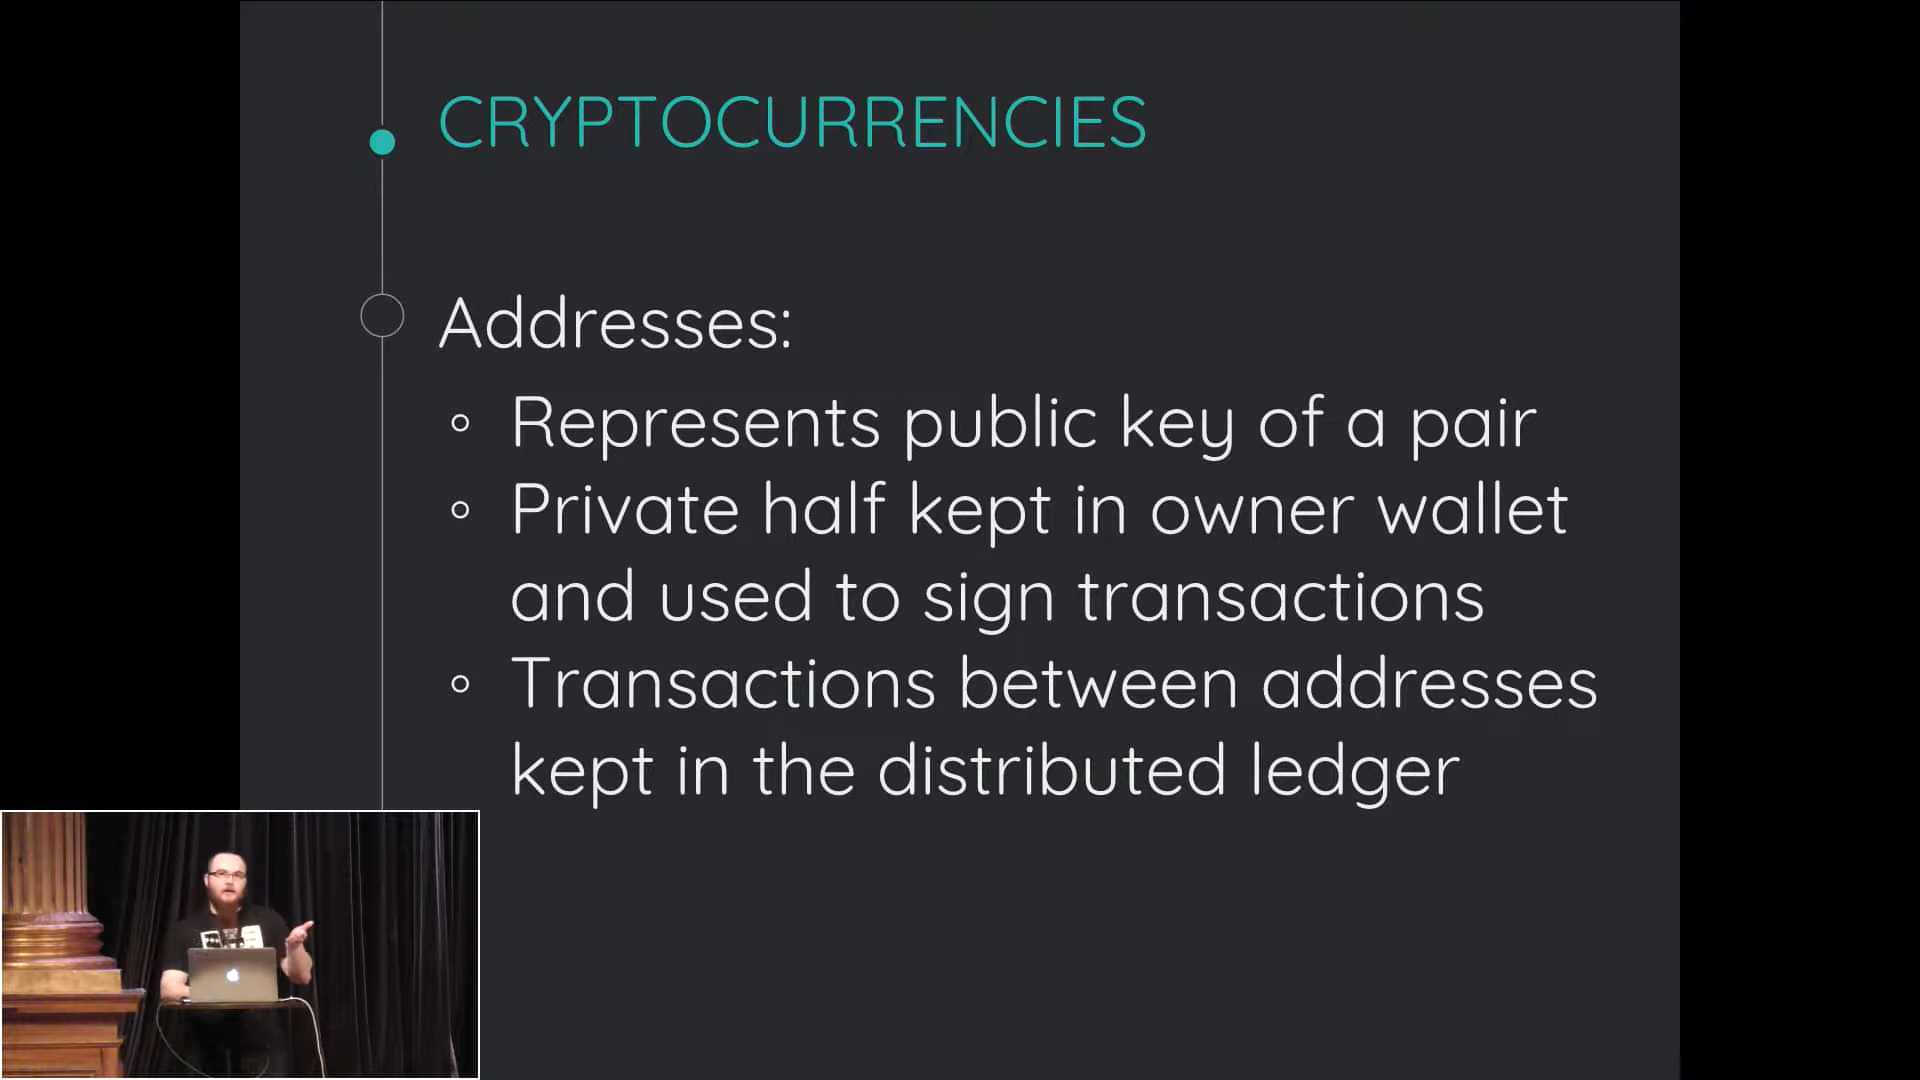 CRYPTOCURRENCIES
Addresses:
Represents public key of a pair
Private half kept in owner wallet
and used to sign transactions
Transactions between addresses
kept in the distributed ledger